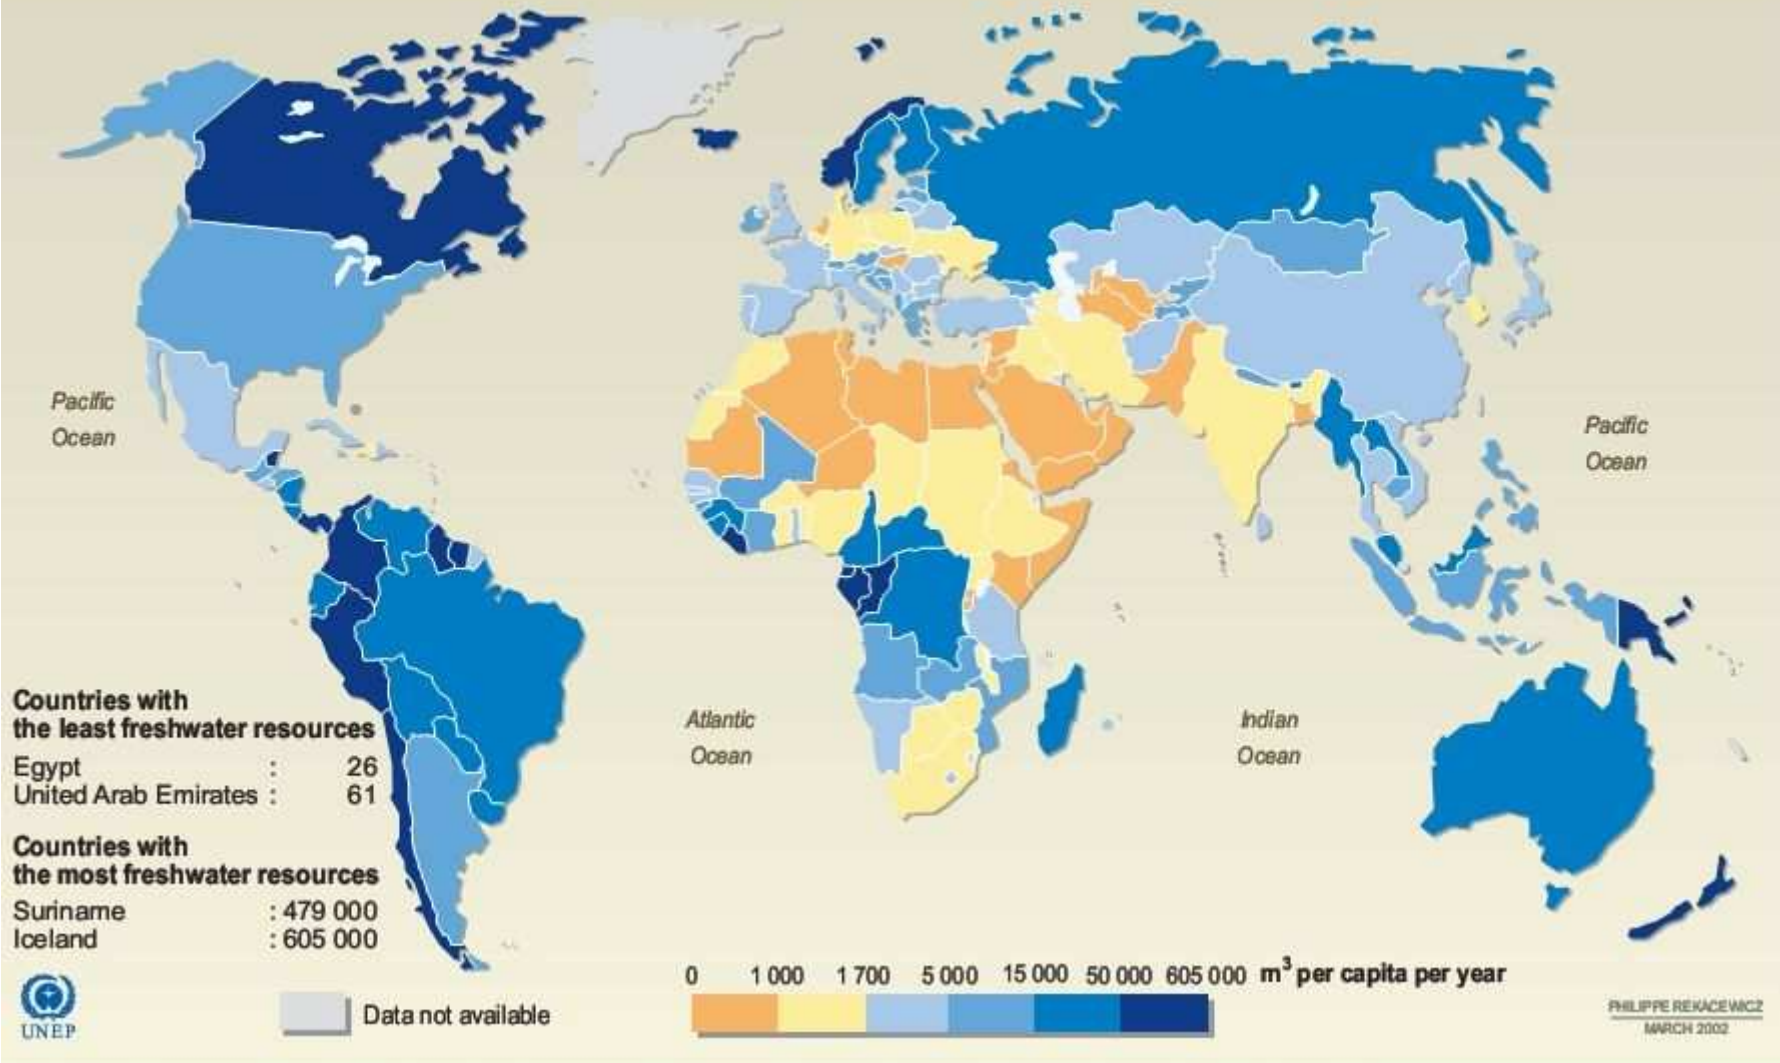 Pacific
Ocean
Pacific
Ocean
Countries with
the least freshwater resources
Egypt : 26
United Arab Emirates : 61
Countries with
the most freshwater resources
Suriname : 479 000
Iceland : 605 000
Atlantic
Ocean
Indian
Ocean
0 1 000 1 700 5 000 15 000 50 000 605 000 m³ per capita per year
Data not available
UNEP
PHILIPPE REKACEWICZ
MARCH 2002